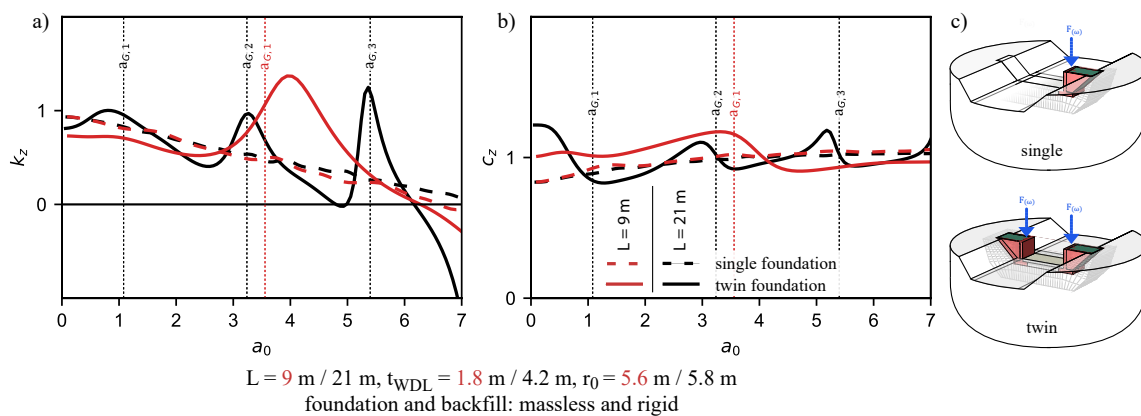 a)
k_z
1
0
a_G,1
a_G,2
a_G,1
a_G,3
0 1 2 3 4 5 6 7
a_0
b)
c_z
1
0
a_G,1
a_G,2
a_G,1
a_G,3
L = 9 m
L = 21 m
single foundation
twin foundation
0 1 2 3 4 5 6 7
a_0
c)
F(ω)
single
F(ω) F(ω)
twin
L = 9 m / 21 m, t_WDL = 1.8 m / 4.2 m, r_0 = 5.6 m / 5.8 m
foundation and backfill: massless and rigid